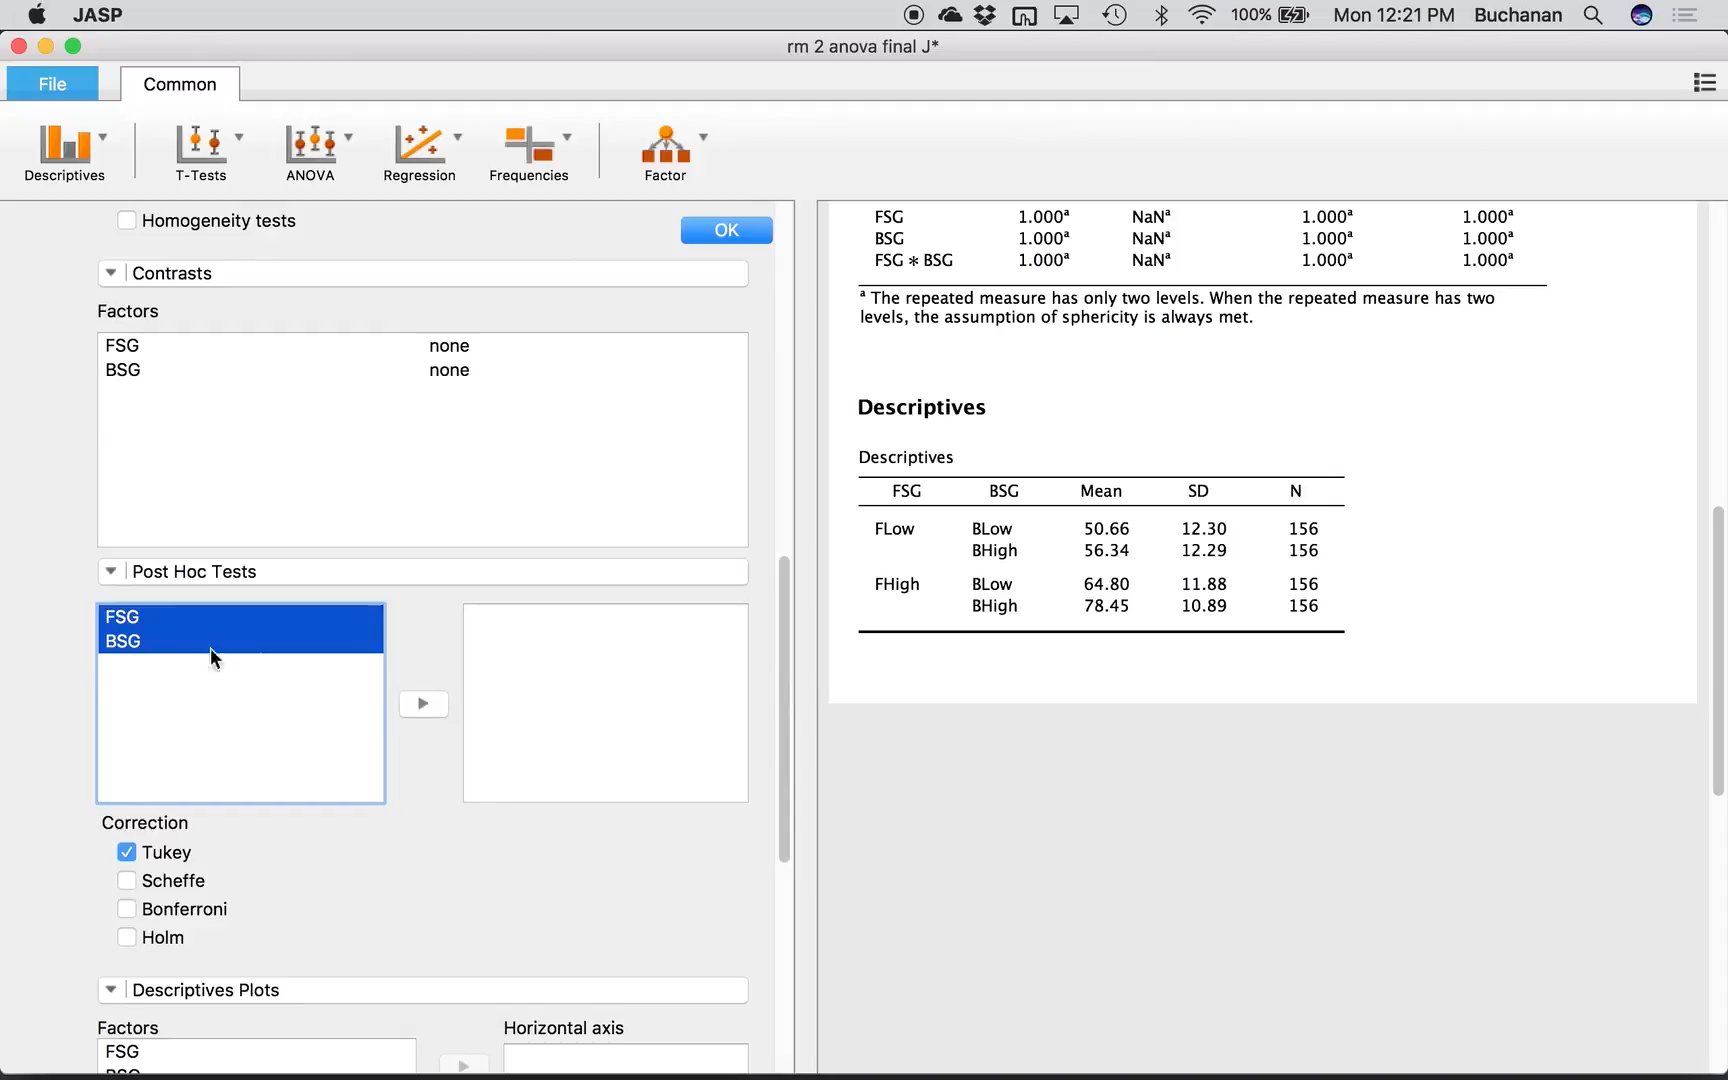 JASP
100%
Mon 12:21 PM
Buchanan
rm 2 anova final J*
File
Common
Descriptives
T-Tests
ANOVA
Regression
Frequencies
Factor
Homogeneity tests
OK
Contrasts
Factors
FSG none
BSG none
Post Hoc Tests
FSG
BSG
Correction
Tukey
Scheffe
Bonferroni
Holm
Descriptives Plots
Factors
Horizontal axis
FSG
BSG
FSG 1.000ᵃ NaNᵃ 1.000ᵃ 1.000ᵃ
BSG 1.000ᵃ NaNᵃ 1.000ᵃ 1.000ᵃ
FSG * BSG 1.000ᵃ NaNᵃ 1.000ᵃ 1.000ᵃ
ᵃ The repeated measure has only two levels. When the repeated measure has two
levels, the assumption of sphericity is always met.
Descriptives
Descriptives
FSG BSG Mean SD N
FLow BLow 50.66 12.30 156
BHigh 56.34 12.29 156
FHigh BLow 64.80 11.88 156
BHigh 78.45 10.89 156